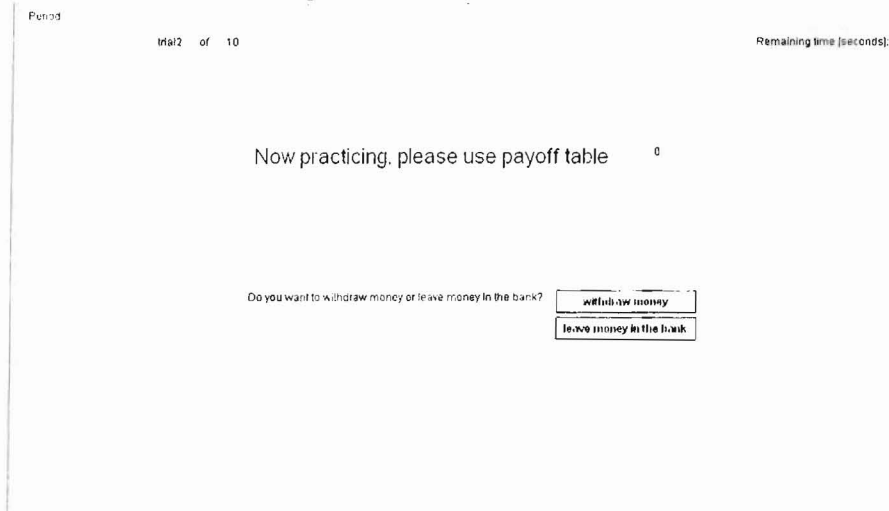 Period
trial2 of 10
Remaining time [seconds]:
Now practicing, please use payoff table 0
Do you want to withdraw money or leave money in the bank?
withdraw money
leave money in the bank